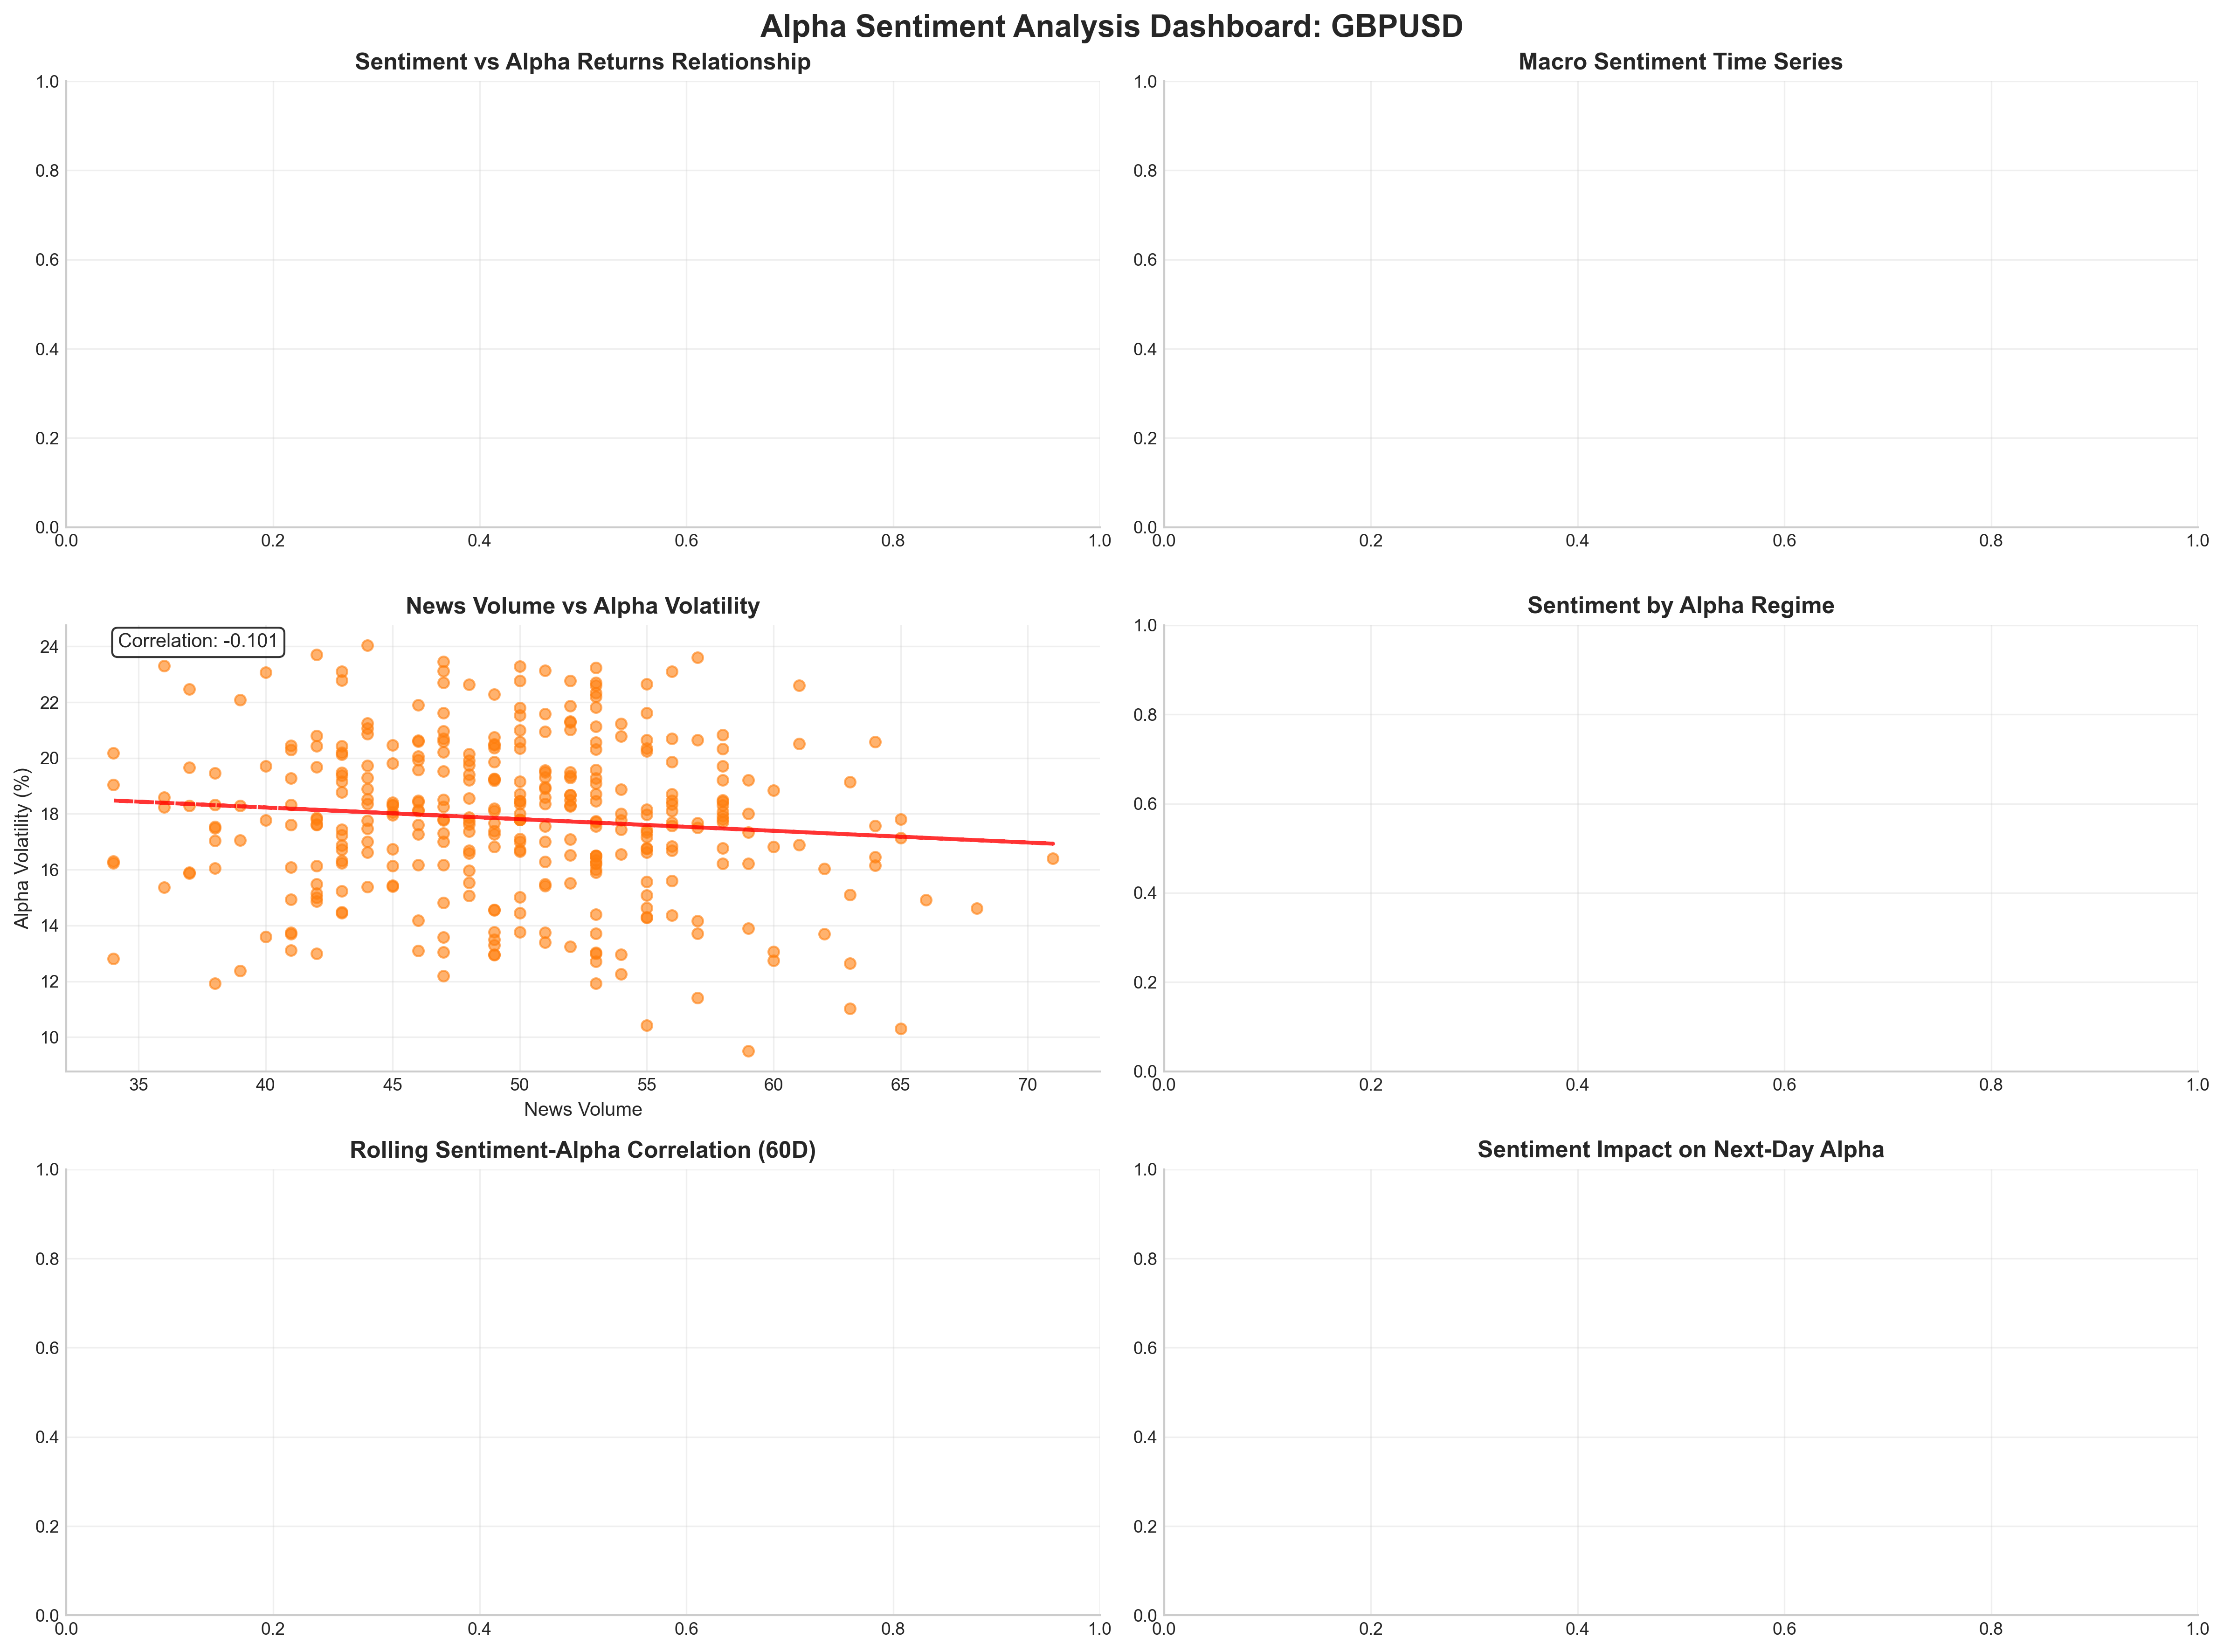 Alpha Sentiment Analysis Dashboard: GBPUSD
Sentiment vs Alpha Returns Relationship
1.0
0.8
0.6
0.4
0.2
0.0
0.0 0.2 0.4 0.6 0.8 1.0
Macro Sentiment Time Series
1.0
0.8
0.6
0.4
0.2
0.0
0.0 0.2 0.4 0.6 0.8 1.0
News Volume vs Alpha Volatility
Correlation: -0.101
Alpha Volatility (%)
24
22
20
18
16
14
12
10
35 40 45 50 55 60 65 70
News Volume
Sentiment by Alpha Regime
1.0
0.8
0.6
0.4
0.2
0.0
0.0 0.2 0.4 0.6 0.8 1.0
Rolling Sentiment-Alpha Correlation (60D)
1.0
0.8
0.6
0.4
0.2
0.0
0.0 0.2 0.4 0.6 0.8 1.0
Sentiment Impact on Next-Day Alpha
1.0
0.8
0.6
0.4
0.2
0.0
0.0 0.2 0.4 0.6 0.8 1.0